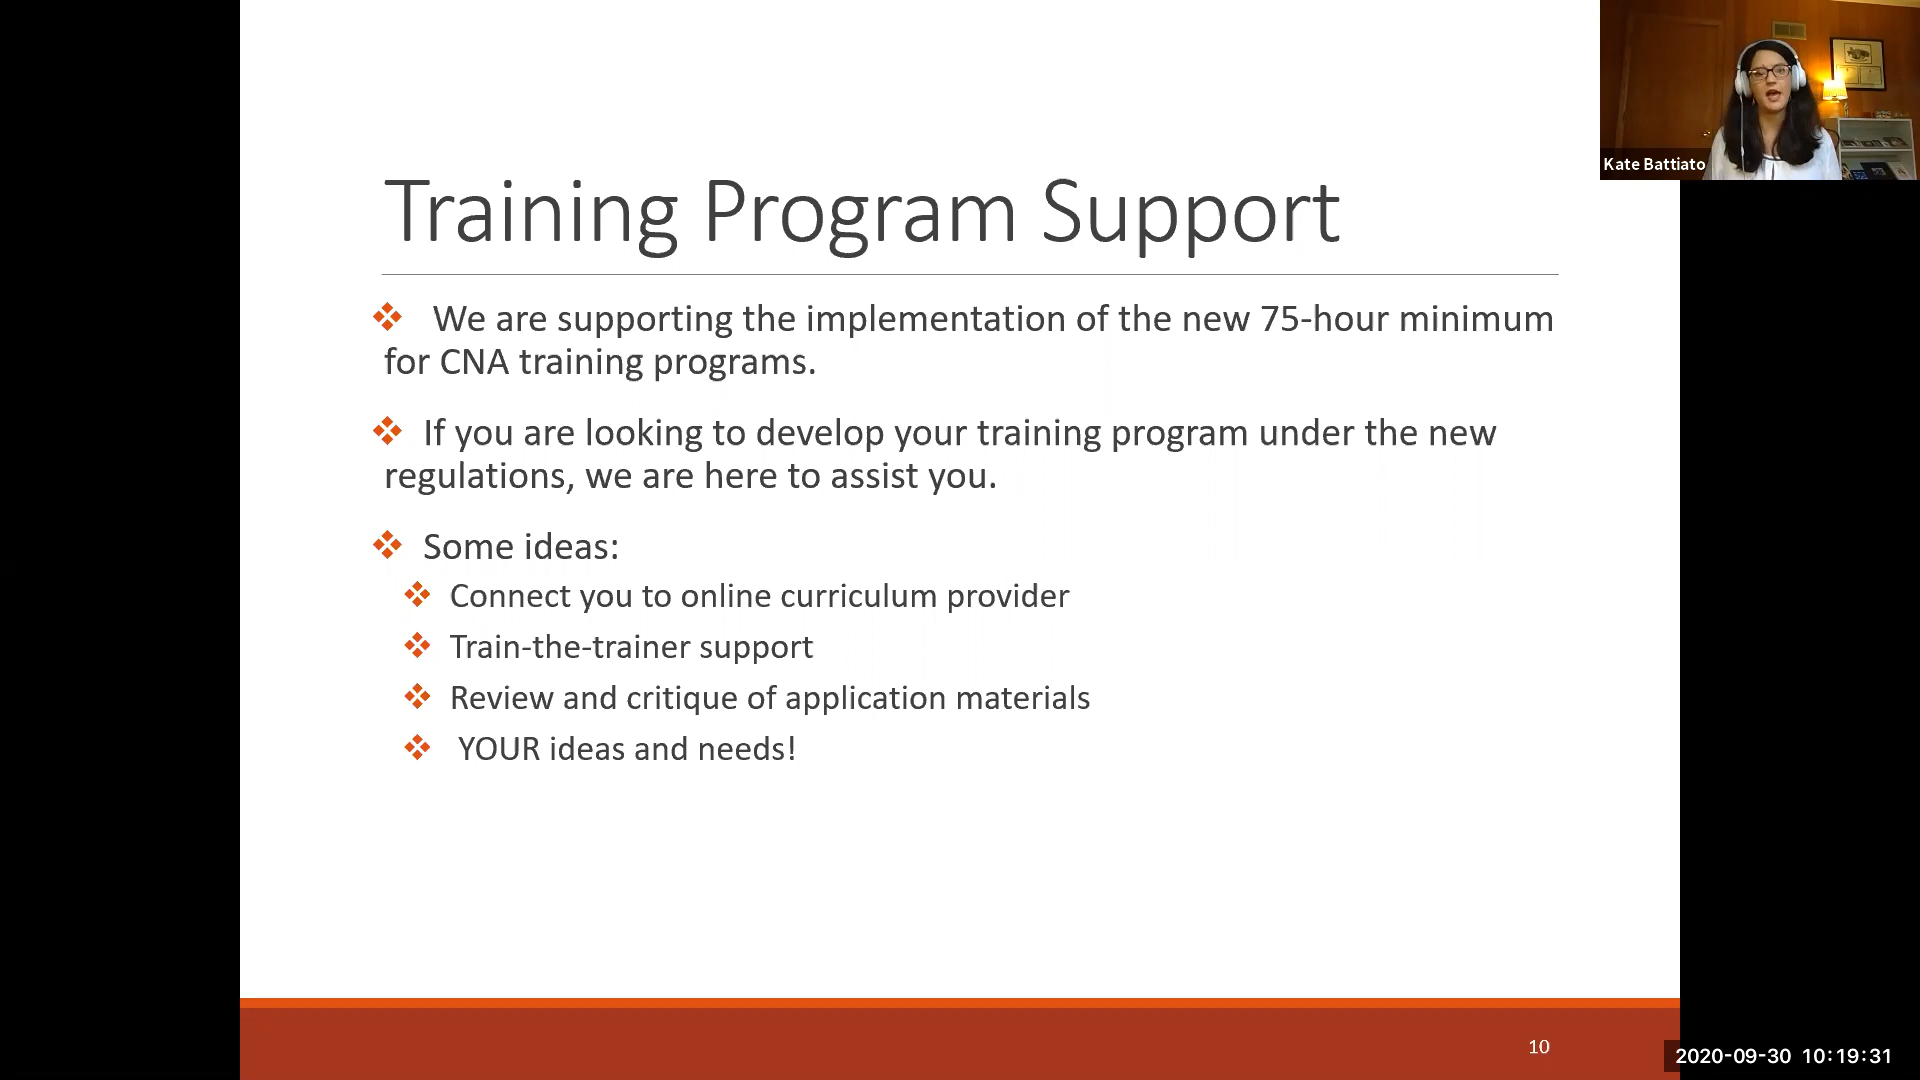 Training Program Support
We are supporting the implementation of the new 75-hour minimum
for CNA training programs.
If you are looking to develop your training program under the new
regulations, we are here to assist you.
Some ideas:
Connect you to online curriculum provider
Train-the-trainer support
Review and critique of application materials
YOUR ideas and needs!
10
Kate Battiato
2020-09-30 10:19:31